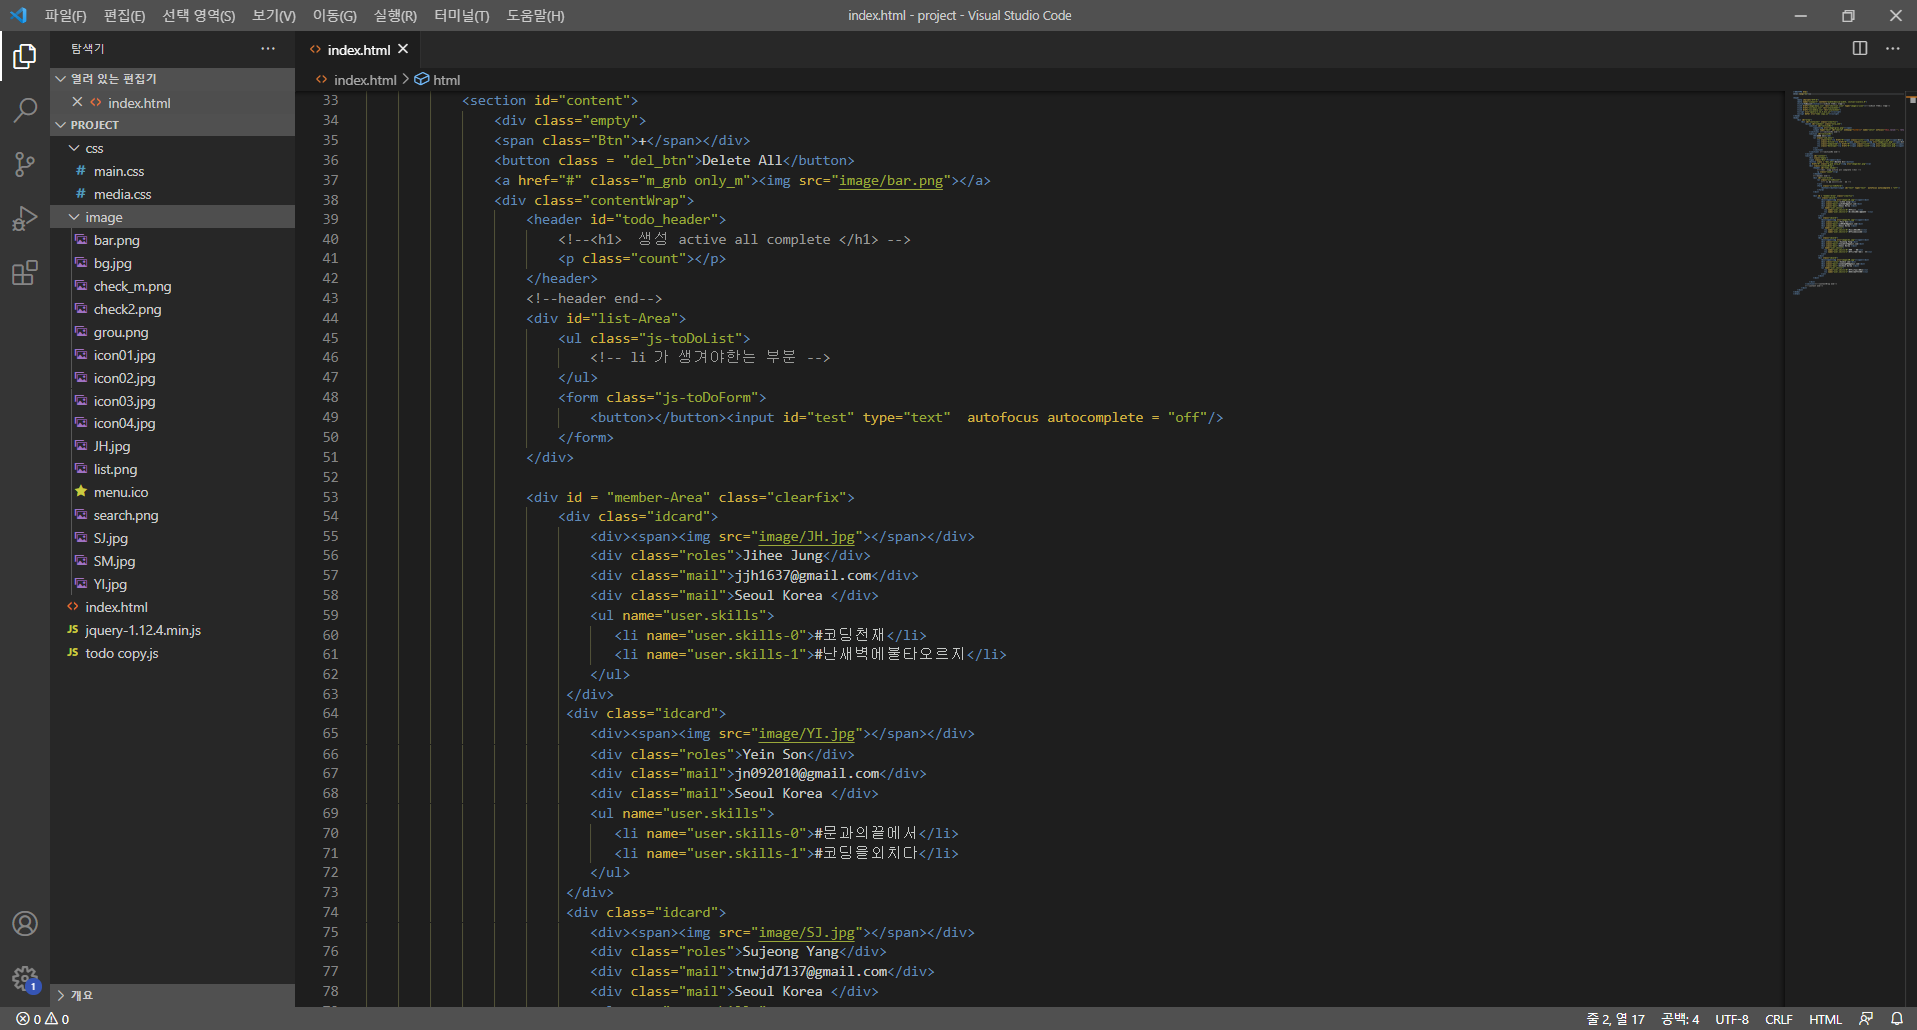 파일(F) 편집(E) 선택 영역(S) 보기(V) 이동(G) 실행(R) 터미널(T) 도움말(H)
index.html - project - Visual Studio Code
탐색기
열려 있는 편집기
index.html
PROJECT
css
main.css
media.css
image
bar.png
bg.jpg
check_m.png
check2.png
grou.png
icon01.jpg
icon02.jpg
icon03.jpg
icon04.jpg
JH.jpg
list.png
menu.ico
search.png
SJ.jpg
SM.jpg
YI.jpg
index.html
JS jquery-1.12.4.min.js
JS todo copy.js
개요
index.html
index.html > html
33 <section id="content">
34 <div class="empty">
35 <span class="Btn">+</span></div>
36 <button class = "del_btn">Delete All</button>
37 <a href="#" class="m_gnb only_m"><img src="image/bar.png"></a>
38 <div class="contentWrap">
39 <header id="todo_header">
40 <!--<h1>  생성 active all complete </h1> -->
41 <p class="count"></p>
42 </header>
43 <!--header end-->
44 <div id="list-Area">
45 <ul class="js-toDoList">
46 <!-- li 가 생겨야한는 부분 -->
47 </ul>
48 <form class="js-toDoForm">
49 <button></button><input id="test" type="text"  autofocus autocomplete = "off"/>
50 </form>
51 </div>
52
53 <div id = "member-Area" class="clearfix">
54 <div class="idcard">
55 <div><span><img src="image/JH.jpg"></span></div>
56 <div class="roles">Jihee Jung</div>
57 <div class="mail">jjh1637@gmail.com</div>
58 <div class="mail">Seoul Korea </div>
59 <ul name="user.skills">
60 <li name="user.skills-0">#코딩천재</li>
61 <li name="user.skills-1">#난새벽에불타오르지</li>
62 </ul>
63 </div>
64 <div class="idcard">
65 <div><span><img src="image/YI.jpg"></span></div>
66 <div class="roles">Yein Son</div>
67 <div class="mail">jn092010@gmail.com</div>
68 <div class="mail">Seoul Korea </div>
69 <ul name="user.skills">
70 <li name="user.skills-0">#문과의끝에서</li>
71 <li name="user.skills-1">#코딩을외치다</li>
72 </ul>
73 </div>
74 <div class="idcard">
75 <div><span><img src="image/SJ.jpg"></span></div>
76 <div class="roles">Sujeong Yang</div>
77 <div class="mail">tnwjd7137@gmail.com</div>
78 <div class="mail">Seoul Korea </div>
1
0 0
줄 2, 열 17 공백: 4 UTF-8 CRLF HTML